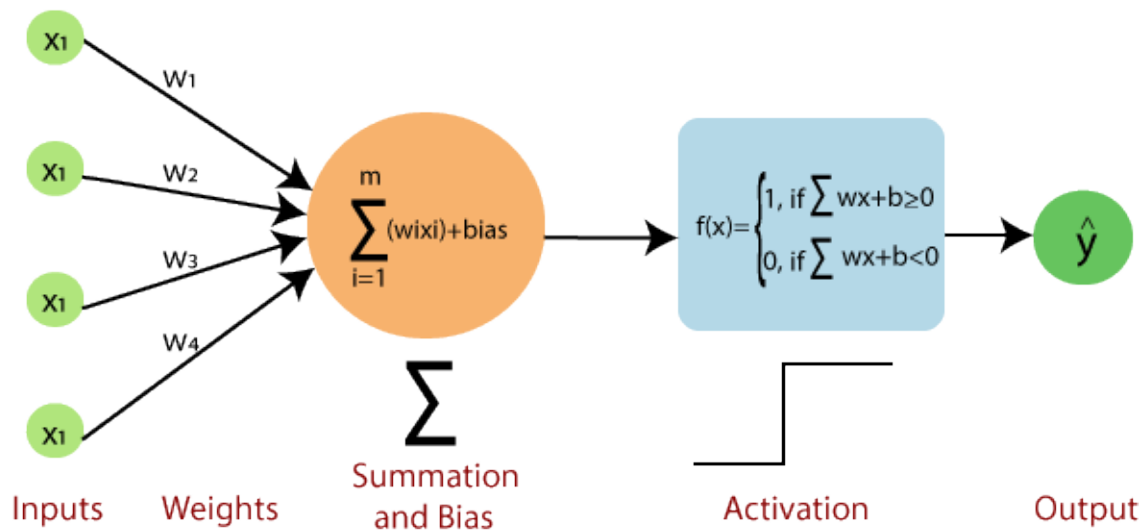 x1
w1
x1
w2
x1
w3
x1
w4
m
∑(wixi)+bias
i=1
f(x)={1, if ∑ wx+b≥0
0, if ∑ wx+b<0
ŷ
∑
Inputs
Weights
Summation
and Bias
Activation
Output